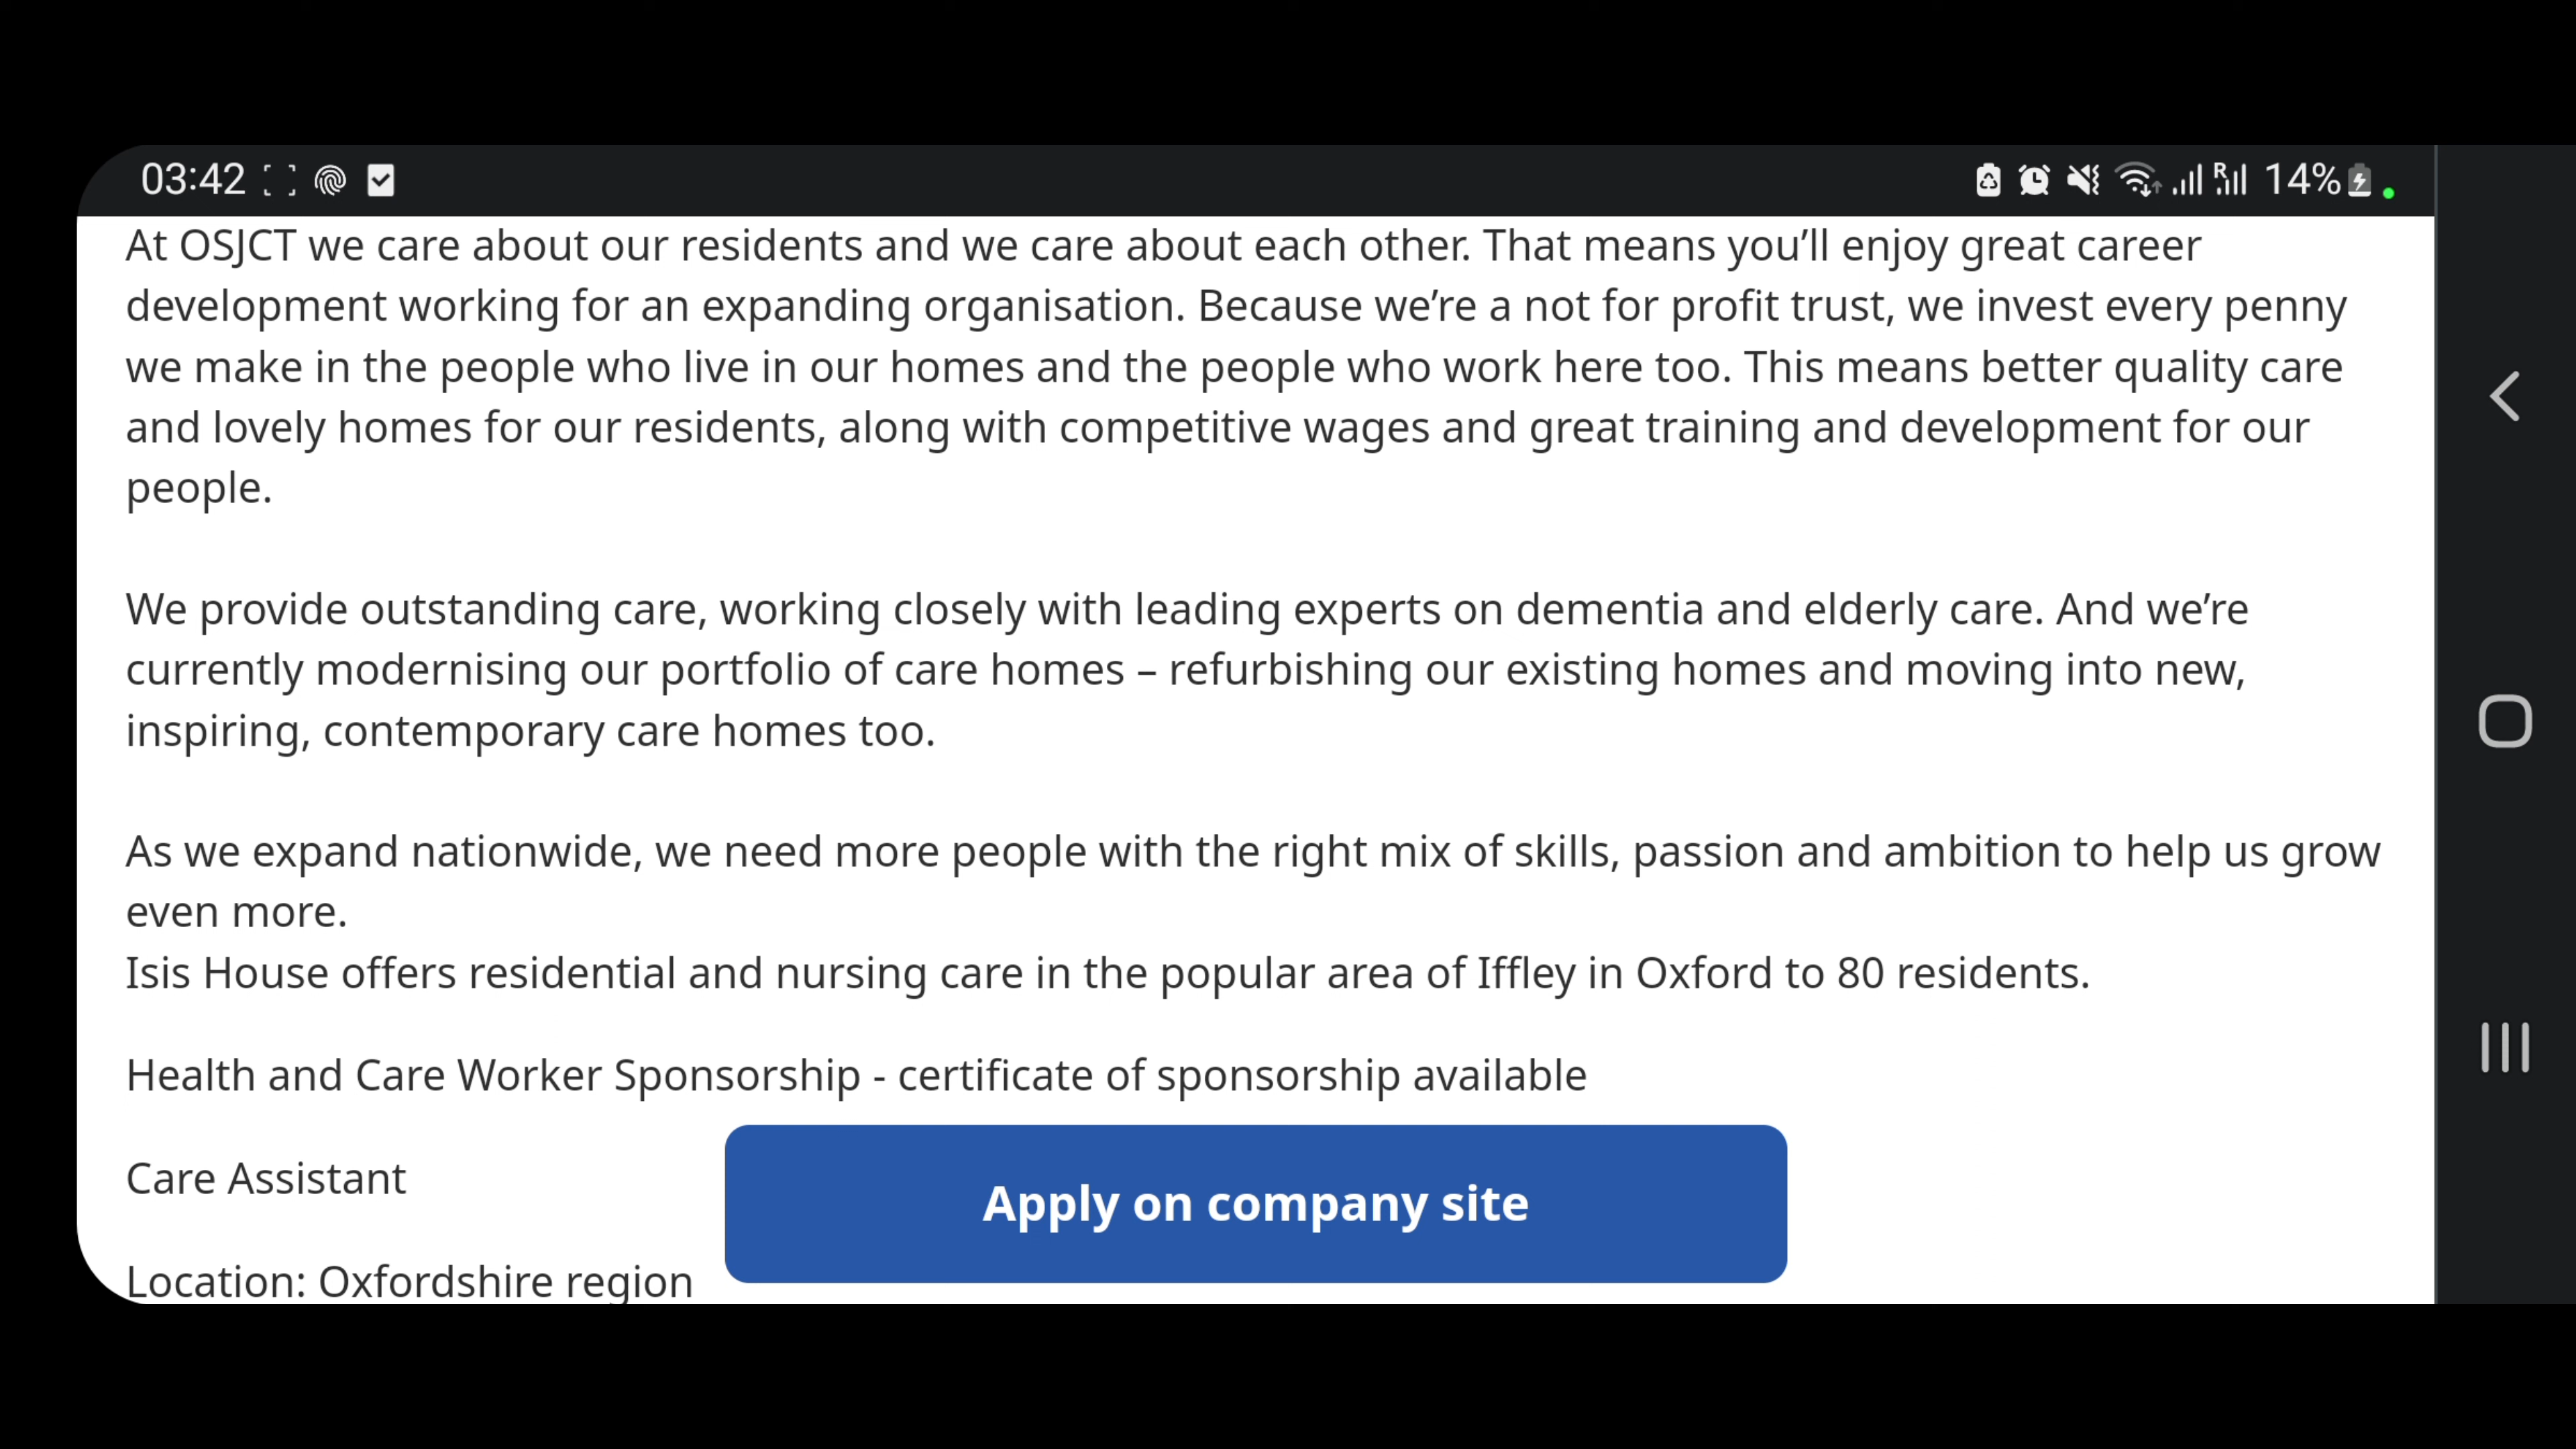 03:42
14%
At OSJCT we care about our residents and we care about each other. That means you’ll enjoy great career
development working for an expanding organisation. Because we’re a not for profit trust, we invest every penny
we make in the people who live in our homes and the people who work here too. This means better quality care
and lovely homes for our residents, along with competitive wages and great training and development for our
people.
We provide outstanding care, working closely with leading experts on dementia and elderly care. And we’re
currently modernising our portfolio of care homes – refurbishing our existing homes and moving into new,
inspiring, contemporary care homes too.
As we expand nationwide, we need more people with the right mix of skills, passion and ambition to help us grow
even more.
Isis House offers residential and nursing care in the popular area of Iffley in Oxford to 80 residents.
Health and Care Worker Sponsorship - certificate of sponsorship available
Care Assistant
Apply on company site
Location: Oxfordshire region